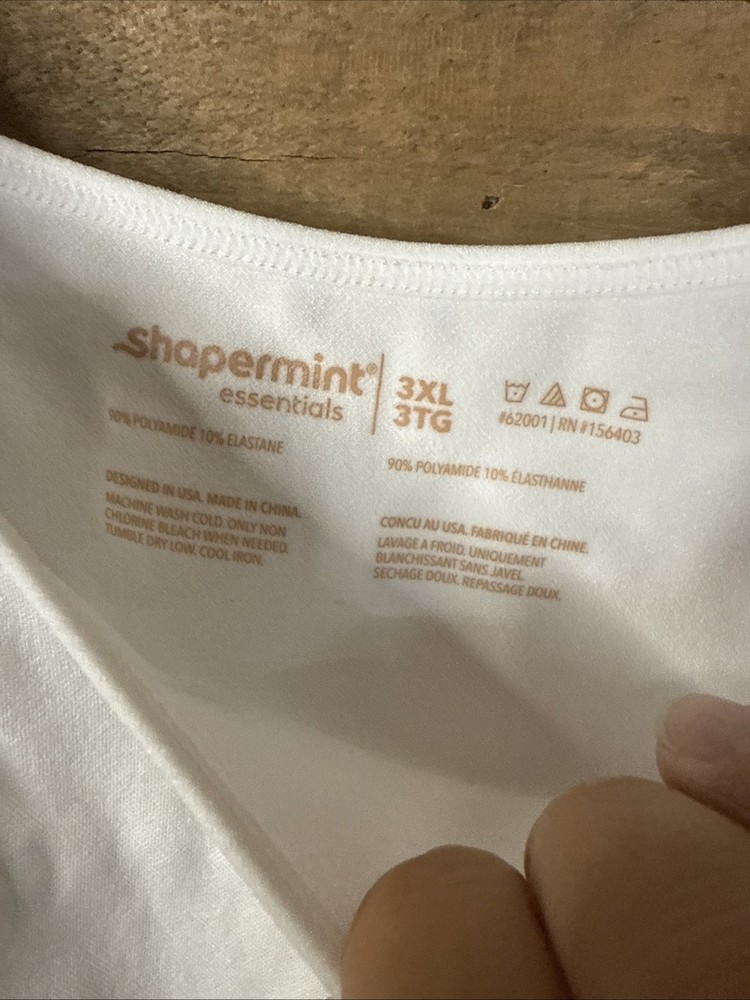 shapermint®
essentials
3XL
3TG
#62001 | RN #156403
90% POLYAMIDE 10% ELASTANE
90% POLYAMIDE 10% ÉLASTHANNE
DESIGNED IN USA. MADE IN CHINA.
MACHINE WASH COLD. ONLY NON
CHLORINE BLEACH WHEN NEEDED.
TUMBLE DRY LOW. COOL IRON.
CONCU AU USA. FABRIQUÉ EN CHINE.
LAVAGE A FROID. UNIQUEMENT
BLANCHISSANT SANS JAVEL.
SECHAGE DOUX. REPASSAGE DOUX.